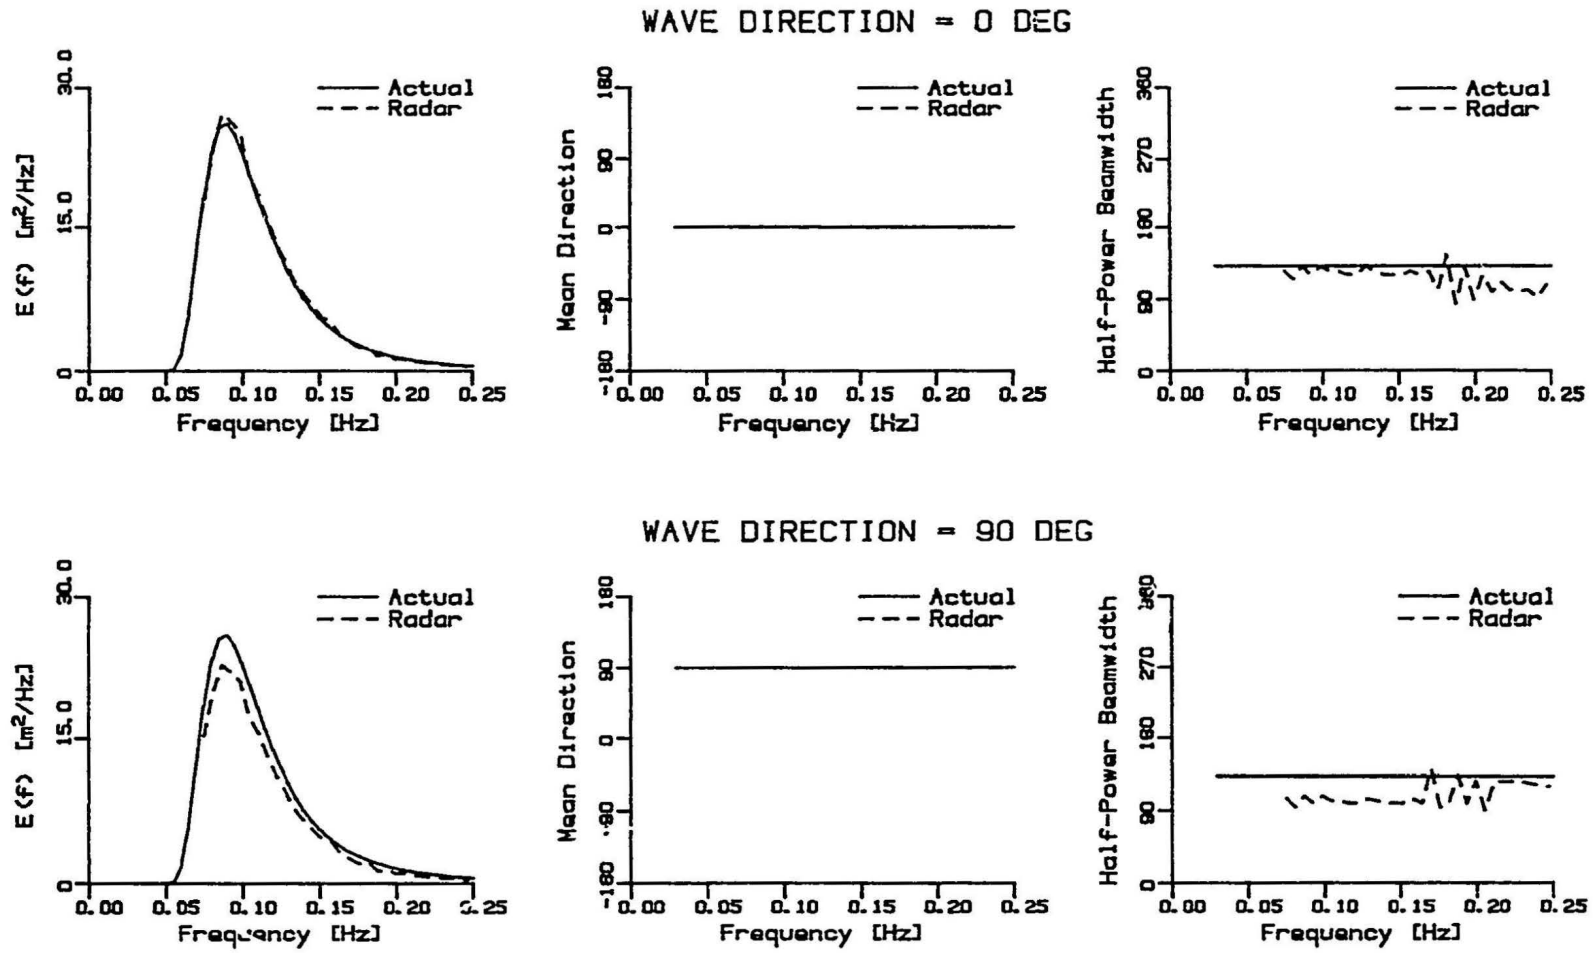 WAVE DIRECTION = 0 DEG
30.0
15.0
0
E(f) [m²/Hz]
Actual
Radar
0.00 0.05 0.10 0.15 0.20 0.25
Frequency [Hz]
180
90
0
-90
-180
Mean Direction
Actual
Radar
0.00 0.05 0.10 0.15 0.20 0.25
Frequency [Hz]
360
270
180
90
0
Half-Power Beamwidth
Actual
Radar
0.00 0.05 0.10 0.15 0.20 0.25
Frequency [Hz]
WAVE DIRECTION = 90 DEG
30.0
15.0
0
E(f) [m²/Hz]
Actual
Radar
0.00 0.05 0.10 0.15 0.20 0.25
Frequency [Hz]
180
90
0
-90
-180
Mean Direction
Actual
Radar
0.00 0.05 0.10 0.15 0.20 0.25
Frequency [Hz]
360
270
180
90
0
Half-Power Beamwidth
Actual
Radar
0.00 0.05 0.10 0.15 0.20 0.25
Frequency [Hz]